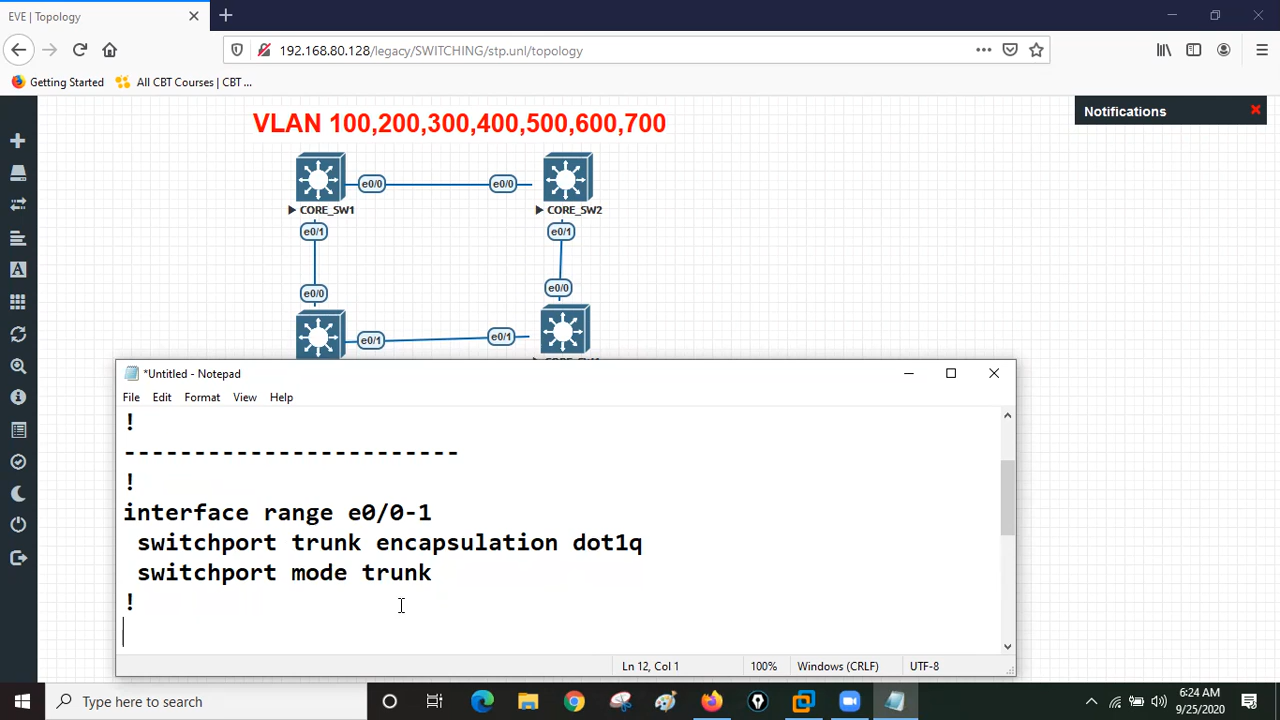 EVE | Topology
192.168.80.128/legacy/SWITCHING/stp.unl/topology
Getting Started
All CBT Courses | CBT ...
Notifications
VLAN 100,200,300,400,500,600,700
e0/0
e0/0
CORE_SW1
CORE_SW2
e0/1
e0/1
e0/0
e0/0
e0/1
e0/1
*Untitled - Notepad
File
Edit
Format
View
Help
!
------------------------
!
interface range e0/0-1
switchport trunk encapsulation dot1q
switchport mode trunk
!
Ln 12, Col 1
100%
Windows (CRLF)
UTF-8
Type here to search
6:24 AM
9/25/2020